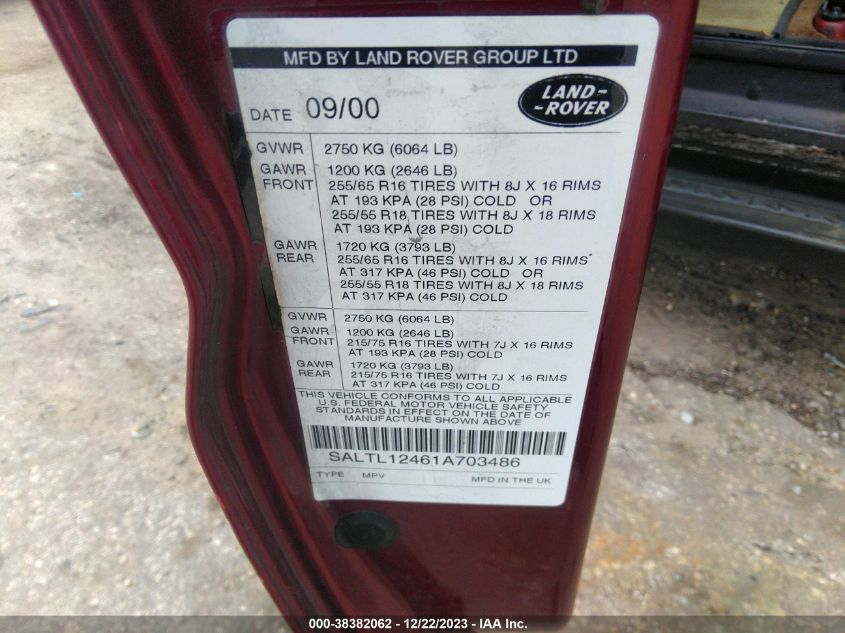 MFD BY LAND ROVER GROUP LTD
DATE 09/00
LAND-
-ROVER
GVWR 2750 KG (6064 LB)
GAWR 1200 KG (2646 LB)
FRONT 255/65 R16 TIRES WITH 8J X 16 RIMS
AT 193 KPA (28 PSI) COLD OR
255/55 R18 TIRES WITH 8J X 18 RIMS
AT 193 KPA (28 PSI) COLD
GAWR 1720 KG (3793 LB)
REAR 255/65 R16 TIRES WITH 8J X 16 RIMS
AT 317 KPA (46 PSI) COLD OR
255/55 R18 TIRES WITH 8J X 18 RIMS
AT 317 KPA (46 PSI) COLD
GVWR 2750 KG (6064 LB)
GAWR 1200 KG (2646 LB)
FRONT 215/75 R16 TIRES WITH 7J X 16 RIMS
AT 193 KPA (28 PSI) COLD
GAWR 1720 KG (3793 LB)
REAR 215/75 R16 TIRES WITH 7J X 16 RIMS
AT 317 KPA (46 PSI) COLD
THIS VEHICLE CONFORMS TO ALL APPLICABLE
U.S. FEDERAL MOTOR VEHICLE SAFETY
STANDARDS IN EFFECT ON THE DATE OF
MANUFACTURE SHOWN ABOVE
SALTL12461A703486
TYPE MPV MFD IN THE UK
000-38382062 - 12/22/2023 - IAA Inc.